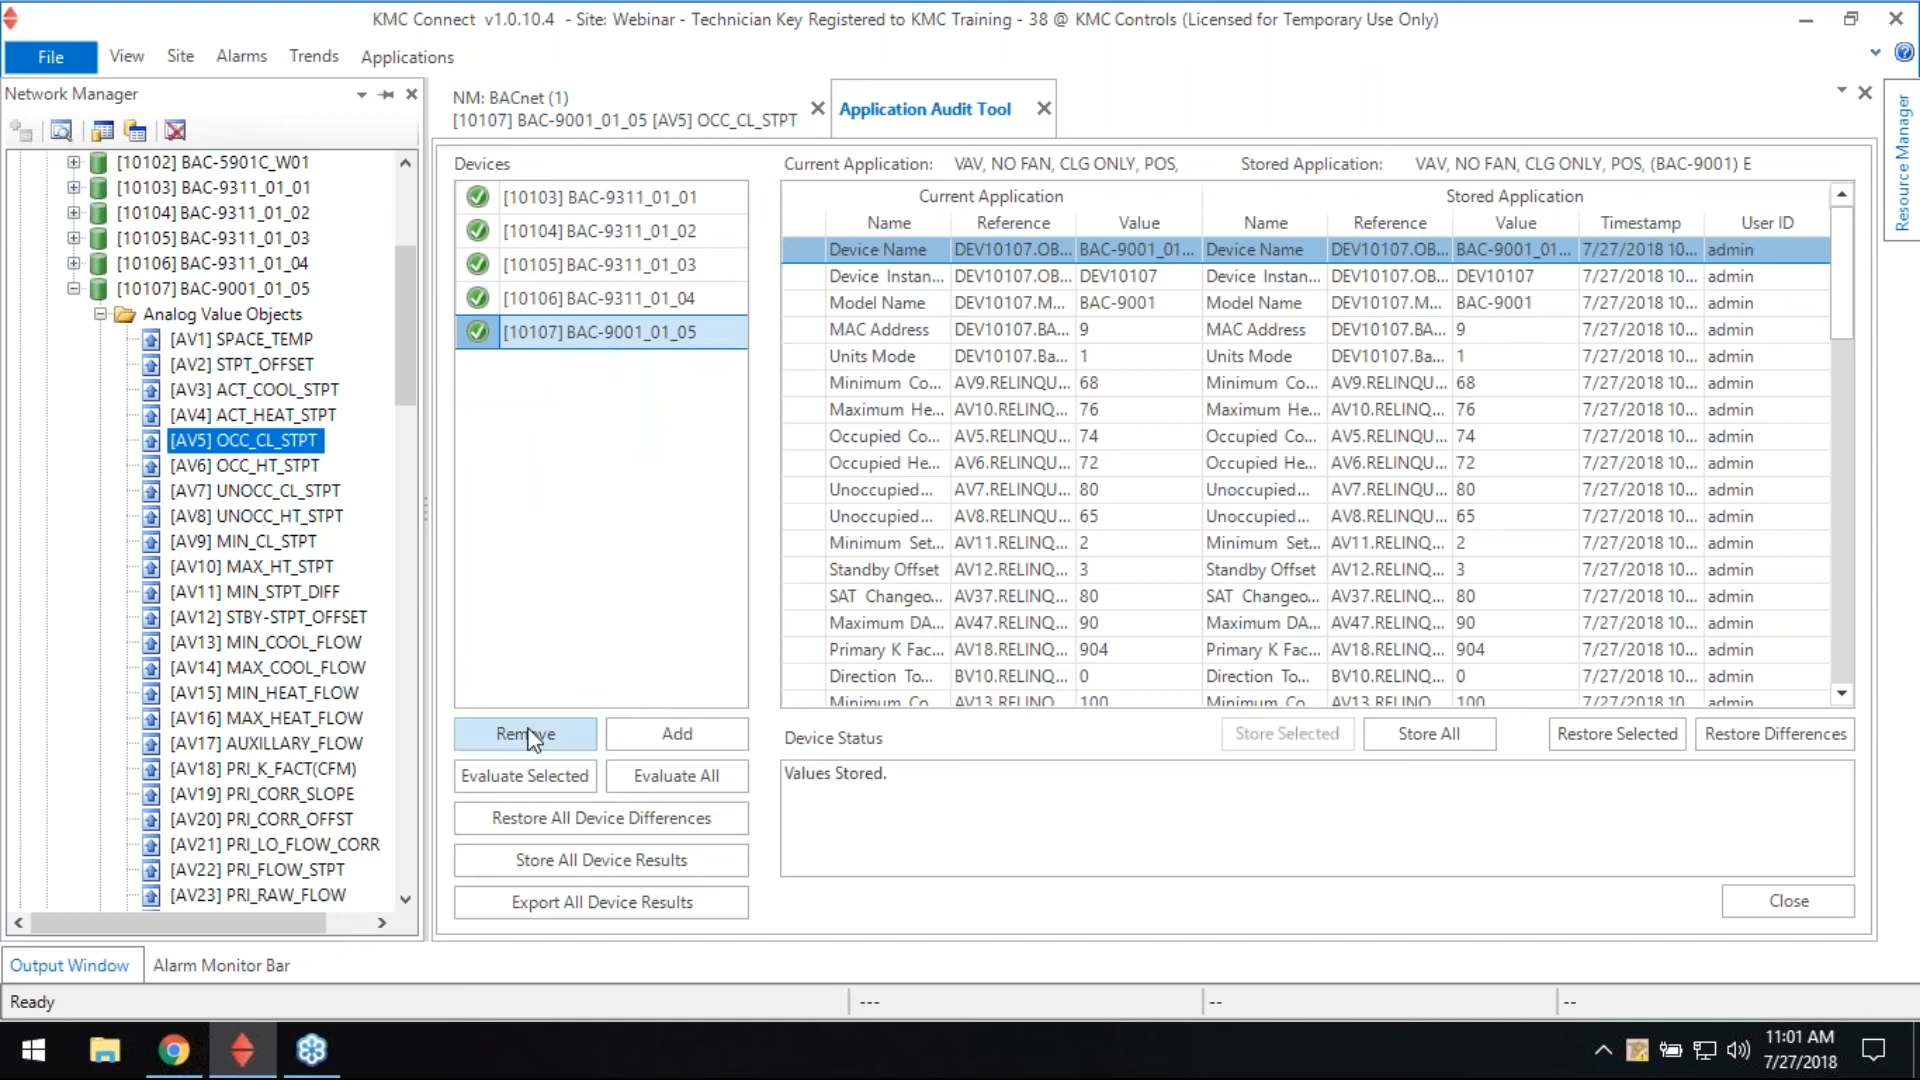 KMC Connect v1.0.10.4 - Site: Webinar - Technician Key Registered to KMC Training - 38 @ KMC Controls (Licensed for Temporary Use Only)
File View Site Alarms Trends Applications
Network Manager
[10102] BAC-5901C_W01
[10103] BAC-9311_01_01
[10104] BAC-9311_01_02
[10105] BAC-9311_01_03
[10106] BAC-9311_01_04
[10107] BAC-9001_01_05
Analog Value Objects
[AV1] SPACE_TEMP
[AV2] STPT_OFFSET
[AV3] ACT_COOL_STPT
[AV4] ACT_HEAT_STPT
[AV5] OCC_CL_STPT
[AV6] OCC_HT_STPT
[AV7] UNOCC_CL_STPT
[AV8] UNOCC_HT_STPT
[AV9] MIN_CL_STPT
[AV10] MAX_HT_STPT
[AV11] MIN_STPT_DIFF
[AV12] STBY-STPT_OFFSET
[AV13] MIN_COOL_FLOW
[AV14] MAX_COOL_FLOW
[AV15] MIN_HEAT_FLOW
[AV16] MAX_HEAT_FLOW
[AV17] AUXILLARY_FLOW
[AV18] PRI_K_FACT(CFM)
[AV19] PRI_CORR_SLOPE
[AV20] PRI_CORR_OFFST
[AV21] PRI_LO_FLOW_CORR
[AV22] PRI_FLOW_STPT
[AV23] PRI_RAW_FLOW
NM: BACnet (1)
[10107] BAC-9001_01_05 [AV5] OCC_CL_STPT
Application Audit Tool
Resource Manager
Devices
[10103] BAC-9311_01_01
[10104] BAC-9311_01_02
[10105] BAC-9311_01_03
[10106] BAC-9311_01_04
[10107] BAC-9001_01_05
Remove Add
Evaluate Selected Evaluate All
Restore All Device Differences
Store All Device Results
Export All Device Results
Current Application: VAV, NO FAN, CLG ONLY, POS, Stored Application: VAV, NO FAN, CLG ONLY, POS, (BAC-9001) E
Current Application Stored Application
Name Reference Value Name Reference Value Timestamp User ID
Device Name DEV10107.OB... BAC-9001_01... Device Name DEV10107.OB... BAC-9001_01... 7/27/2018 10... admin
Device Instan... DEV10107.OB... DEV10107 Device Instan... DEV10107.OB... DEV10107 7/27/2018 10... admin
Model Name DEV10107.M... BAC-9001 Model Name DEV10107.M... BAC-9001 7/27/2018 10... admin
MAC Address DEV10107.BA... 9 MAC Address DEV10107.BA... 9 7/27/2018 10... admin
Units Mode DEV10107.Ba... 1 Units Mode DEV10107.Ba... 1 7/27/2018 10... admin
Minimum Co... AV9.RELINQU... 68 Minimum Co... AV9.RELINQU... 68 7/27/2018 10... admin
Maximum He... AV10.RELINQ... 76 Maximum He... AV10.RELINQ... 76 7/27/2018 10... admin
Occupied Co... AV5.RELINQU... 74 Occupied Co... AV5.RELINQU... 74 7/27/2018 10... admin
Occupied He... AV6.RELINQU... 72 Occupied He... AV6.RELINQU... 72 7/27/2018 10... admin
Unoccupied... AV7.RELINQU... 80 Unoccupied... AV7.RELINQU... 80 7/27/2018 10... admin
Unoccupied... AV8.RELINQU... 65 Unoccupied... AV8.RELINQU... 65 7/27/2018 10... admin
Minimum Set... AV11.RELINQ... 2 Minimum Set... AV11.RELINQ... 2 7/27/2018 10... admin
Standby Offset AV12.RELINQ... 3 Standby Offset AV12.RELINQ... 3 7/27/2018 10... admin
SAT Changeo... AV37.RELINQ... 80 SAT Changeo... AV37.RELINQ... 80 7/27/2018 10... admin
Maximum DA... AV47.RELINQ... 90 Maximum DA... AV47.RELINQ... 90 7/27/2018 10... admin
Primary K Fac... AV18.RELINQ... 904 Primary K Fac... AV18.RELINQ... 904 7/27/2018 10... admin
Direction To... BV10.RELINQ... 0 Direction To... BV10.RELINQ... 0 7/27/2018 10... admin
Minimum Co... AV13.RELINQ... 100 Minimum Co... AV13.RELINQ... 100 7/27/2018 10... admin
Device Status Store Selected Store All Restore Selected Restore Differences
Values Stored.
Close
Output Window Alarm Monitor Bar
Ready --- -- --
11:01 AM
7/27/2018